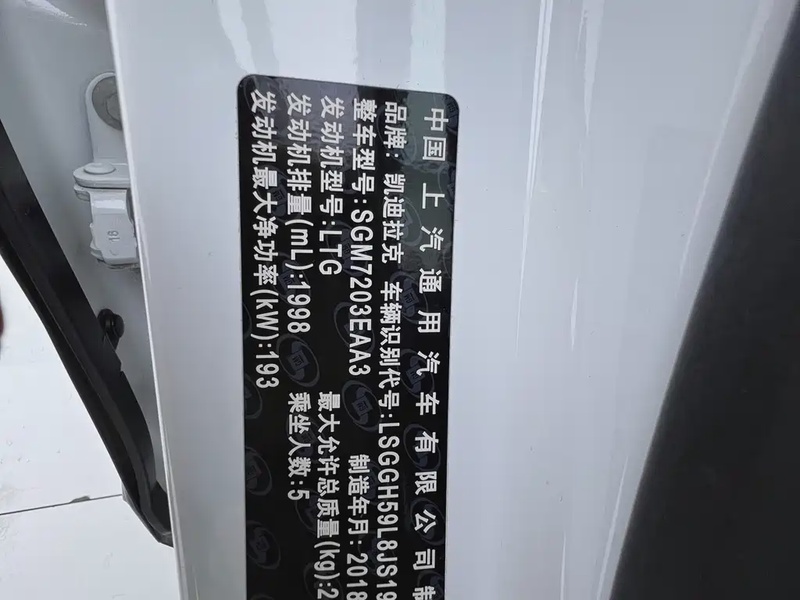 中国 上汽通用汽车有限公司制
品牌: 凯迪拉克 车辆识别代号:LSGGH59L8JS19
整车型号:SGM7203EAA3 制造年月: 2018
发动机型号:LTG 最大允许总质量(kg):2
发动机排量(mL):1998 乘坐人数:5
发动机最大净功率(kW):193